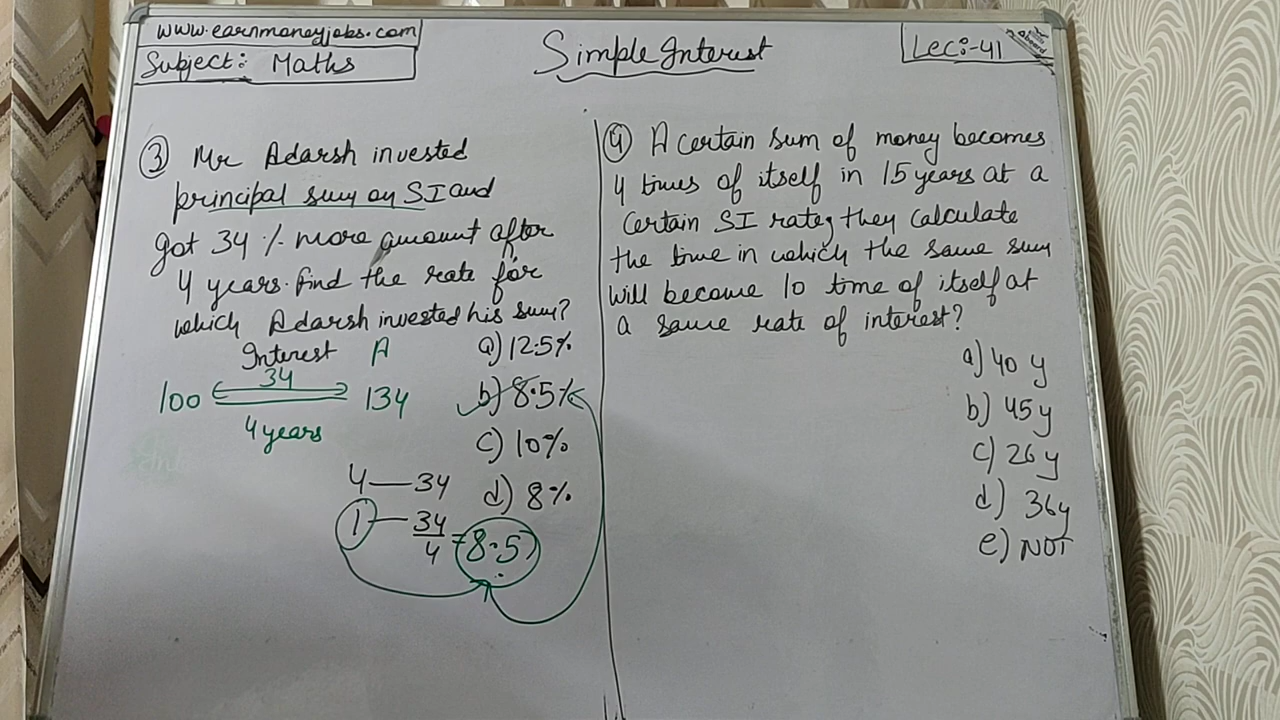 www.earnmoneyjobs.com
Subject: Maths
Simple Interest
Lec:-41
③ Mr Adarsh invested
principal sum on SI and
got 34 % more amount after
4 years. find the rate for
which Adarsh invested his sum?
a) 12.5%
b) 8.5%
c) 10%
d) 8%
Interest A
100 34 134
4 years
4 — 34
1 — 34/4 = 8.5
④ A certain sum of money becomes
4 times of itself in 15 years at a
certain SI rate, they calculate
the time in which the same sum
will become 10 time of itself at
a same rate of interest?
a) 40 y
b) 45y
c) 26y
d) 36y
e) NOT